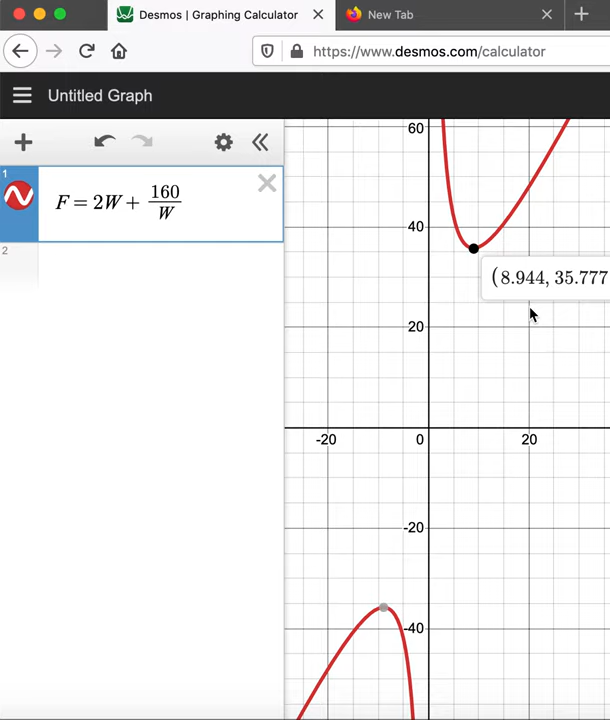 Desmos | Graphing Calculator
New Tab
https://www.desmos.com/calculator
Untitled Graph
1
F = 2W + 160/W
2
60
40
(8.944, 35.777
20
-20
0
20
-20
-40